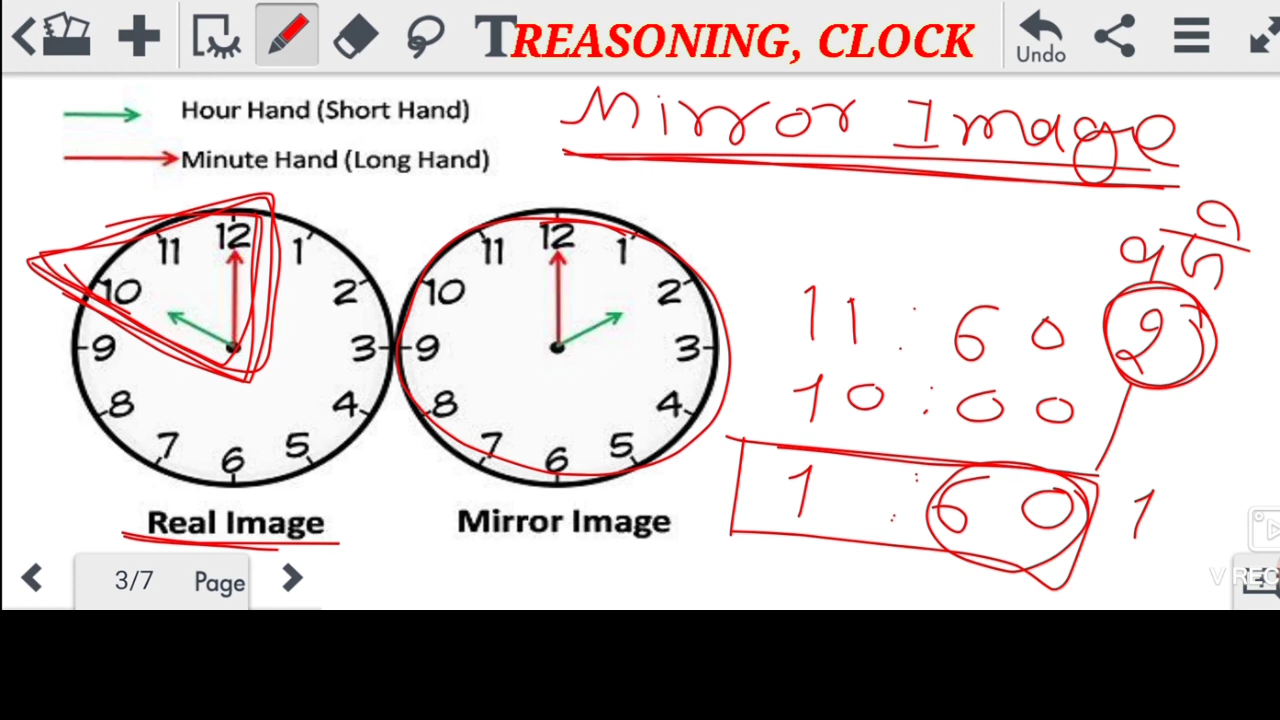 TREASONING, CLOCK
Undo
Hour Hand (Short Hand)
Minute Hand (Long Hand)
Mirror Image
12
11 1
10 2
9 3
8 4
7 5
6
12
11 1
10 2
9 3
8 4
7 5
6
11 : 60
10 : 00
1 : 60 1
Real Image
Mirror Image
3/7 Page
V REC